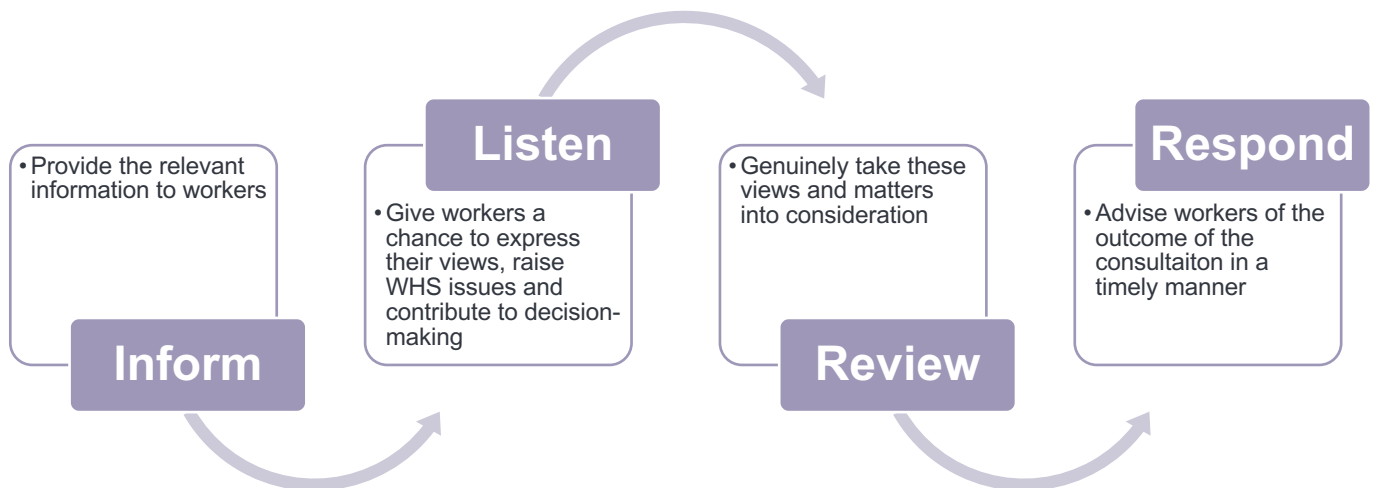 • Provide the relevant
information to workers
Inform
Listen
• Give workers a
chance to express
their views, raise
WHS issues and
contribute to decision-
making
• Genuinely take these
views and matters
into consideration
Review
Respond
• Advise workers of the
outcome of the
consultaiton in a
timely manner